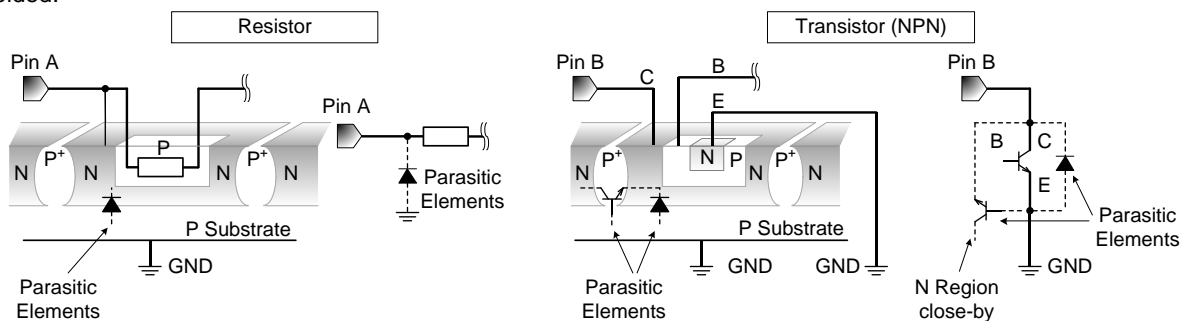 Resistor
Transistor (NPN)
Pin A
Pin B
B
C
E
Pin B
Pin A
N
P+
N
P
N
P+
N
Parasitic
Elements
P Substrate
GND
Parasitic
Elements
N
P+
N
N
P
N
P+
N
P Substrate
GND
GND
Parasitic
Elements
B
C
E
Parasitic
Elements
GND
N Region
close-by